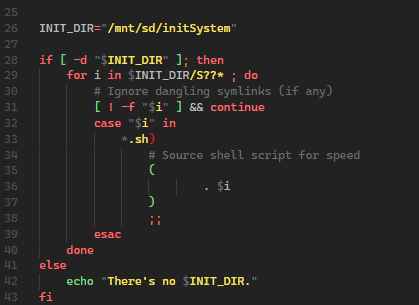 25
26 INIT_DIR="/mnt/sd/initSystem"
27
28 if [ -d "$INIT_DIR" ]; then
29     for i in $INIT_DIR/S??* ; do
30         # Ignore dangling symlinks (if any)
31         [ ! -f "$i" ] && continue
32         case "$i" in
33             *.sh)
34                 # Source shell script for speed
35                 (
36                         . $i
37                 )
38                 ;;
39         esac
40     done
41 else
42     echo "There's no $INIT_DIR."
43 fi